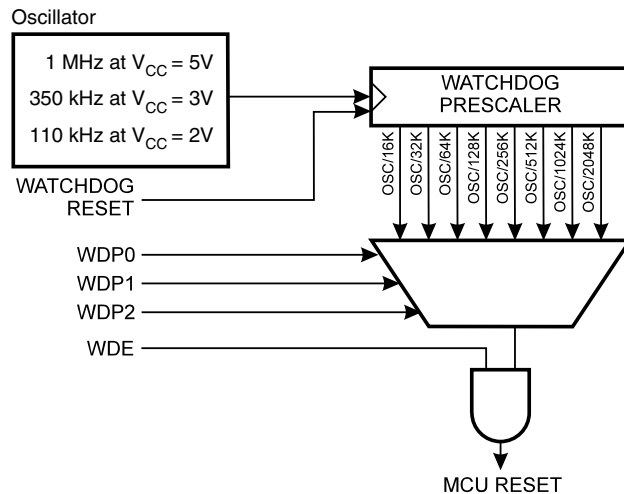 Oscillator
1 MHz at VCC = 5V
350 kHz at VCC = 3V
110 kHz at VCC = 2V
WATCHDOG
PRESCALER
OSC/16K
OSC/32K
OSC/64K
OSC/128K
OSC/256K
OSC/512K
OSC/1024K
OSC/2048K
WATCHDOG
RESET
WDP0
WDP1
WDP2
WDE
MCU RESET